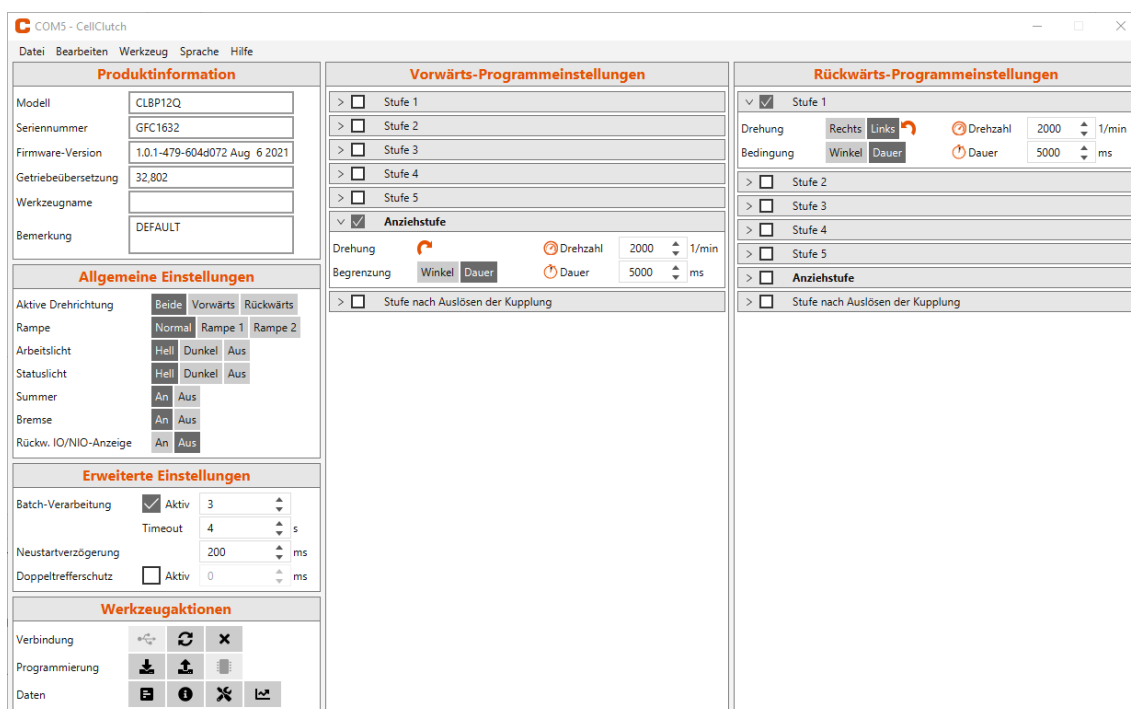 COM5 - CellClutch
Datei Bearbeiten Werkzeug Sprache Hilfe
Produktinformation
Modell CLBP12Q
Seriennummer GFC1632
Firmware-Version 1.0.1-479-604d072 Aug 6 2021
Getriebeübersetzung 32,802
Werkzeugname
Bemerkung DEFAULT
Allgemeine Einstellungen
Aktive Drehrichtung Beide Vorwärts Rückwärts
Rampe Normal Rampe 1 Rampe 2
Arbeitslicht Hell Dunkel Aus
Statuslicht Hell Dunkel Aus
Summer An Aus
Bremse An Aus
Rückw. IO/NIO-Anzeige An Aus
Erweiterte Einstellungen
Batch-Verarbeitung Aktiv 3
Timeout 4 s
Neustartverzögerung 200 ms
Doppeltrefferschutz Aktiv 0 ms
Werkzeugaktionen
Verbindung
Programmierung
Daten
Vorwärts-Programmeinstellungen
Stufe 1
Stufe 2
Stufe 3
Stufe 4
Stufe 5
Anziehstufe
Drehung Drehzahl 2000 1/min
Begrenzung Winkel Dauer Dauer 5000 ms
Stufe nach Auslösen der Kupplung
Rückwärts-Programmeinstellungen
Stufe 1
Drehung Rechts Links Drehzahl 2000 1/min
Bedingung Winkel Dauer Dauer 5000 ms
Stufe 2
Stufe 3
Stufe 4
Stufe 5
Anziehstufe
Stufe nach Auslösen der Kupplung